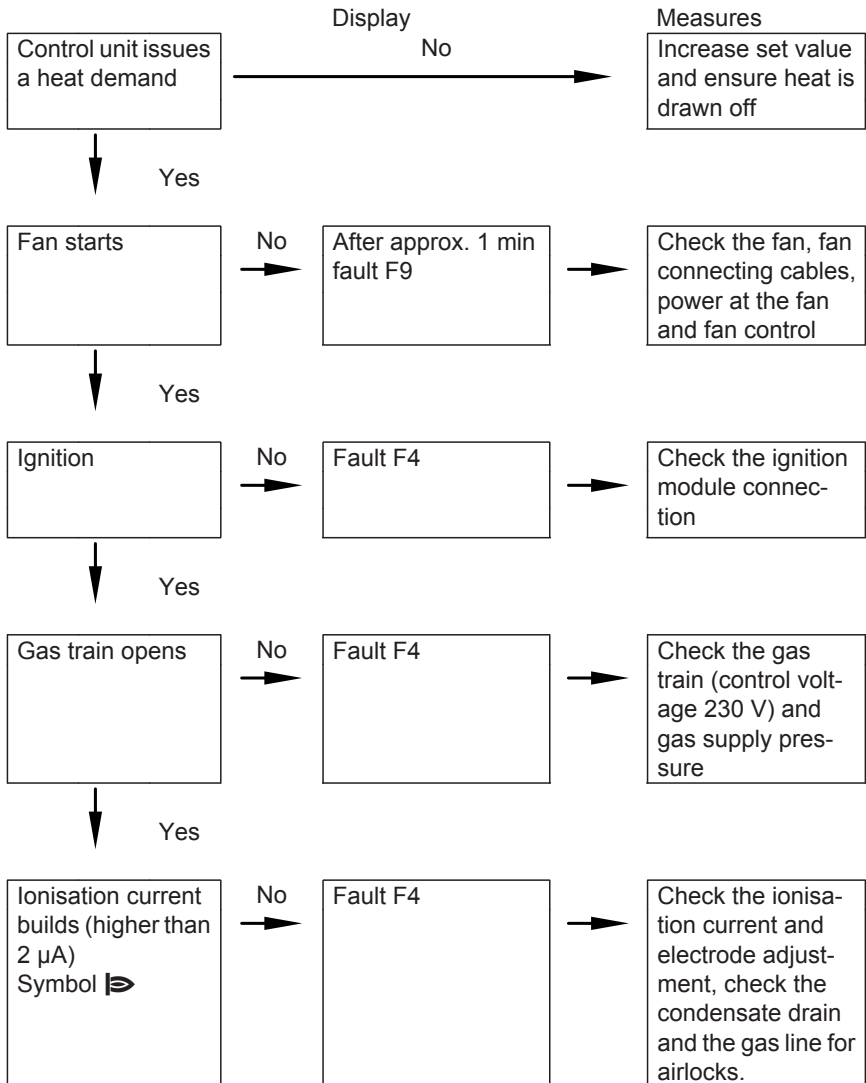 Display
Measures
Control unit issues
a heat demand
No
Increase set value
and ensure heat is
drawn off
Yes
Fan starts
No
After approx. 1 min
fault F9
Check the fan, fan
connecting cables,
power at the fan
and fan control
Yes
Ignition
No
Fault F4
Check the ignition
module connec-
tion
Yes
Gas train opens
No
Fault F4
Check the gas
train (control volt-
age 230 V) and
gas supply pres-
sure
Yes
Ionisation current
builds (higher than
2 µA)
Symbol
No
Fault F4
Check the ionisa-
tion current and
electrode adjust-
ment, check the
condensate drain
and the gas line for
airlocks.